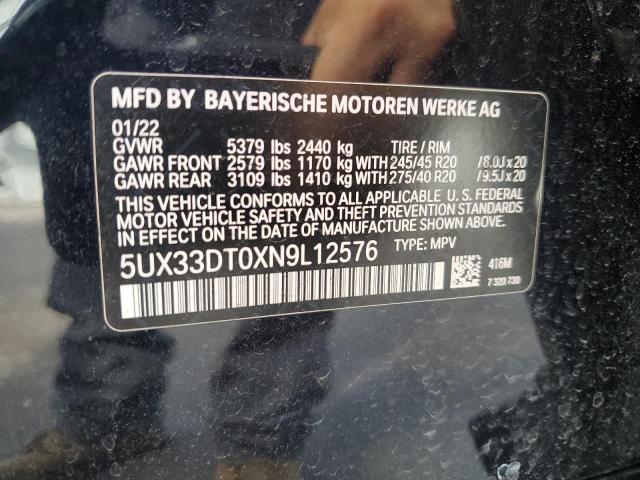 MFD BY BAYERISCHE MOTOREN WERKE AG
01/22
GVWR 5379 lbs 2440 kg TIRE / RIM
GAWR FRONT 2579 lbs 1170 kg WITH 245/45 R20 /8.0J x 20
GAWR REAR 3109 lbs 1410 kg WITH 275/40 R20 /9.5J x 20
THIS VEHICLE CONFORMS TO ALL APPLICABLE U.S. FEDERAL
MOTOR VEHICLE SAFETY AND THEFT PREVENTION STANDARDS
IN EFFECT ON THE DATE OF MANUFACTURE SHOWN ABOVE.
5UX33DT0XN9L12576 TYPE: MPV
416M
7 320 730